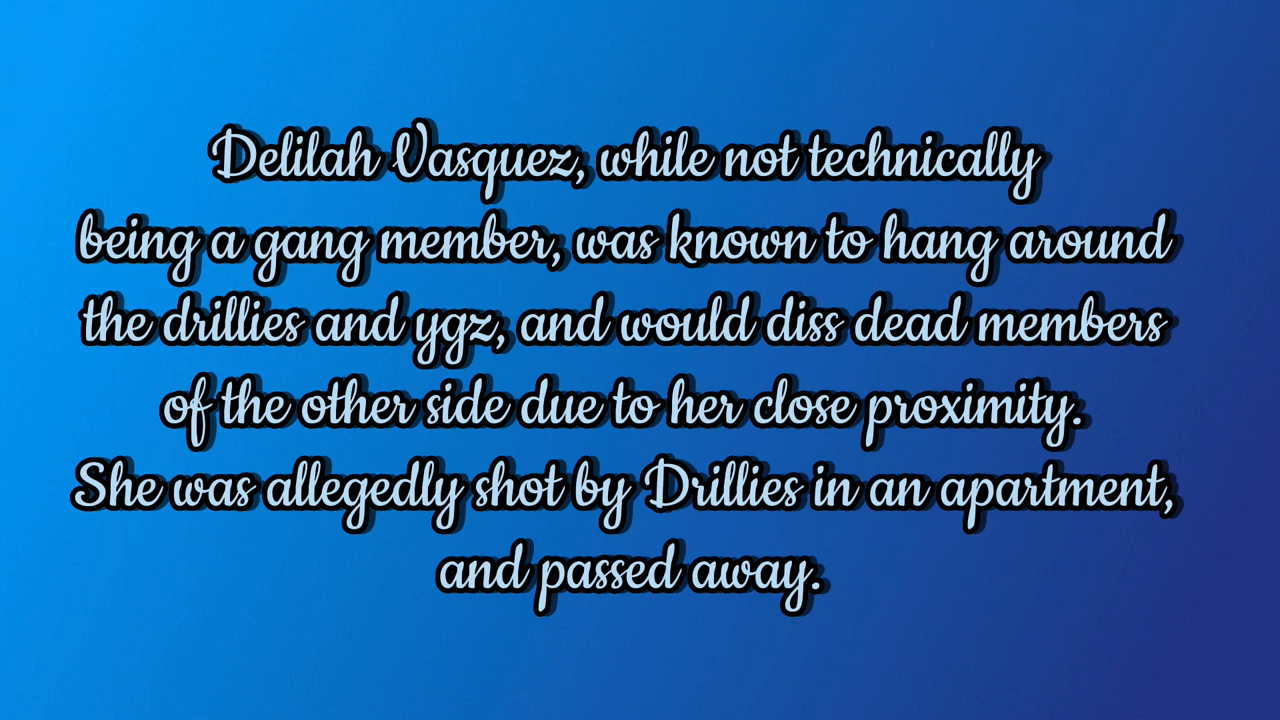 Delilah Vasquez, while not technically
being a gang member, was known to hang around
the drillies and ygz, and would diss dead members
of the other side due to her close proximity.
She was allegedly shot by Drillies in an apartment,
and passed away.